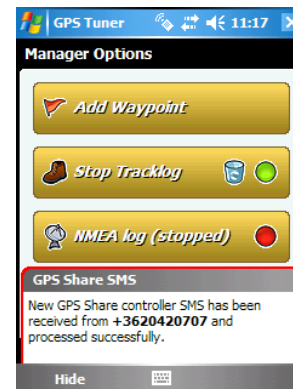 GPS Tuner 11:17
Manager Options
Add Waypoint
Stop Tracklog
NMEA log (stopped)
GPS Share SMS
New GPS Share controller SMS has been
received from +3620420707 and
processed successfully.
Hide